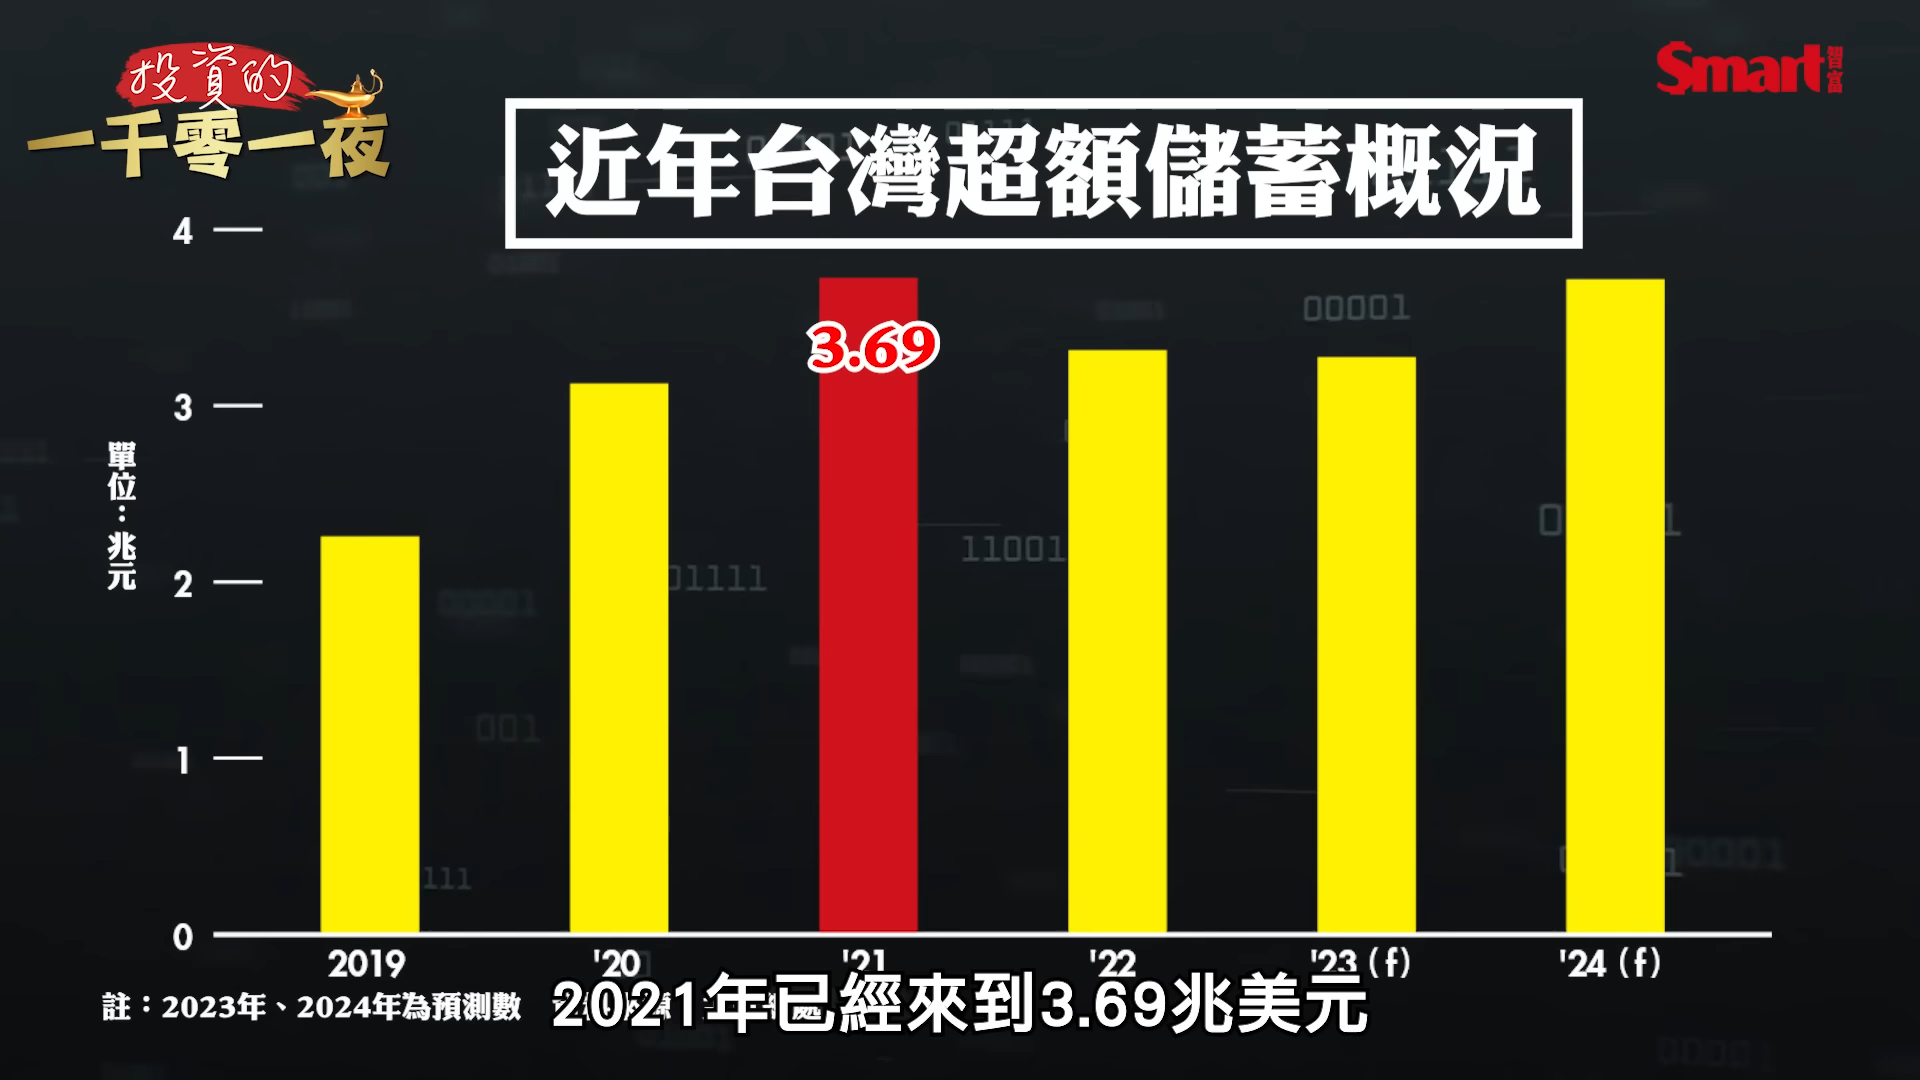 投資的
一千零一夜
Smart智富
近年台灣超額儲蓄概況
4
3
2
1
0
單位：兆元
3.69
00001
11001
01111
001
111
2019
'20
'21
'22
'23 (f)
'24 (f)
註：2023年、2024年為預測數
2021年已經來到3.69兆美元